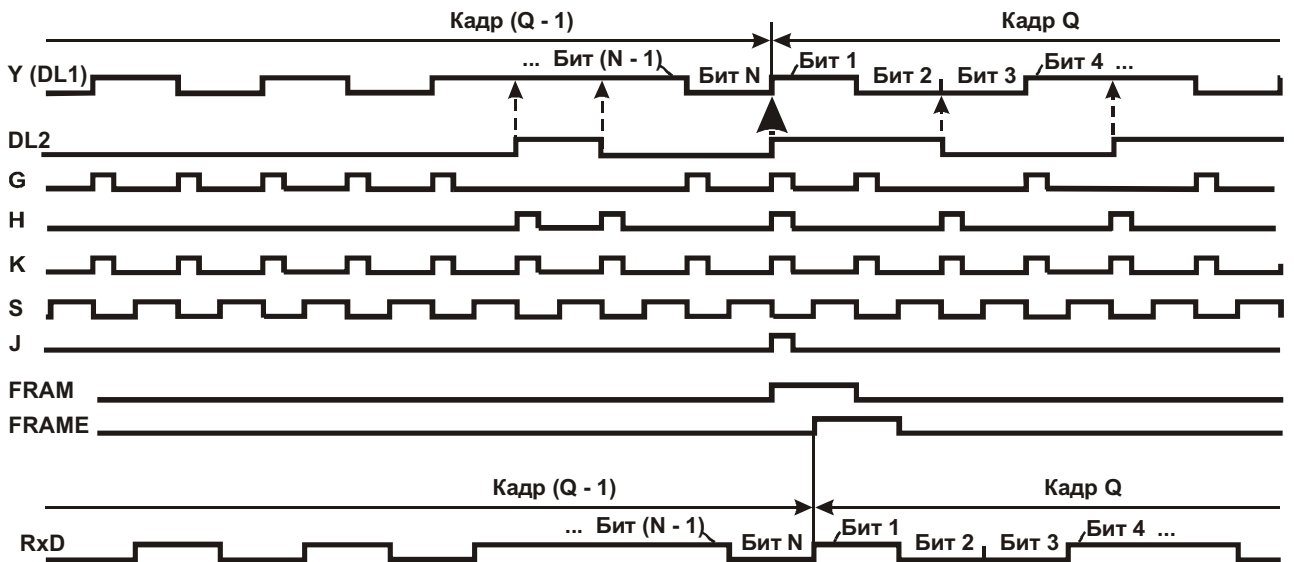 Кадр (Q - 1) Кадр Q
Y (DL1) ... Бит (N - 1) Бит N Бит 1 Бит 2 Бит 3 Бит 4 ...
DL2
G
H
K
S
J
FRAM
FRAME
Кадр (Q - 1) Кадр Q
RxD ... Бит (N - 1) Бит N Бит 1 Бит 2 Бит 3 Бит 4 ...